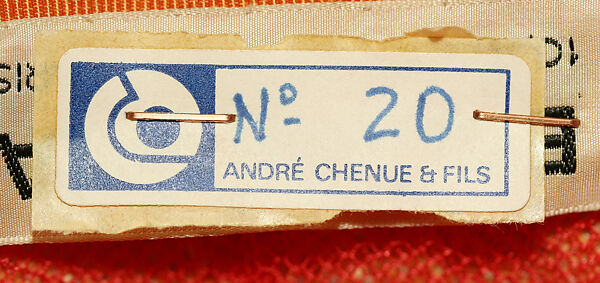 Nº 20
ANDRÉ CHENUE & FILS